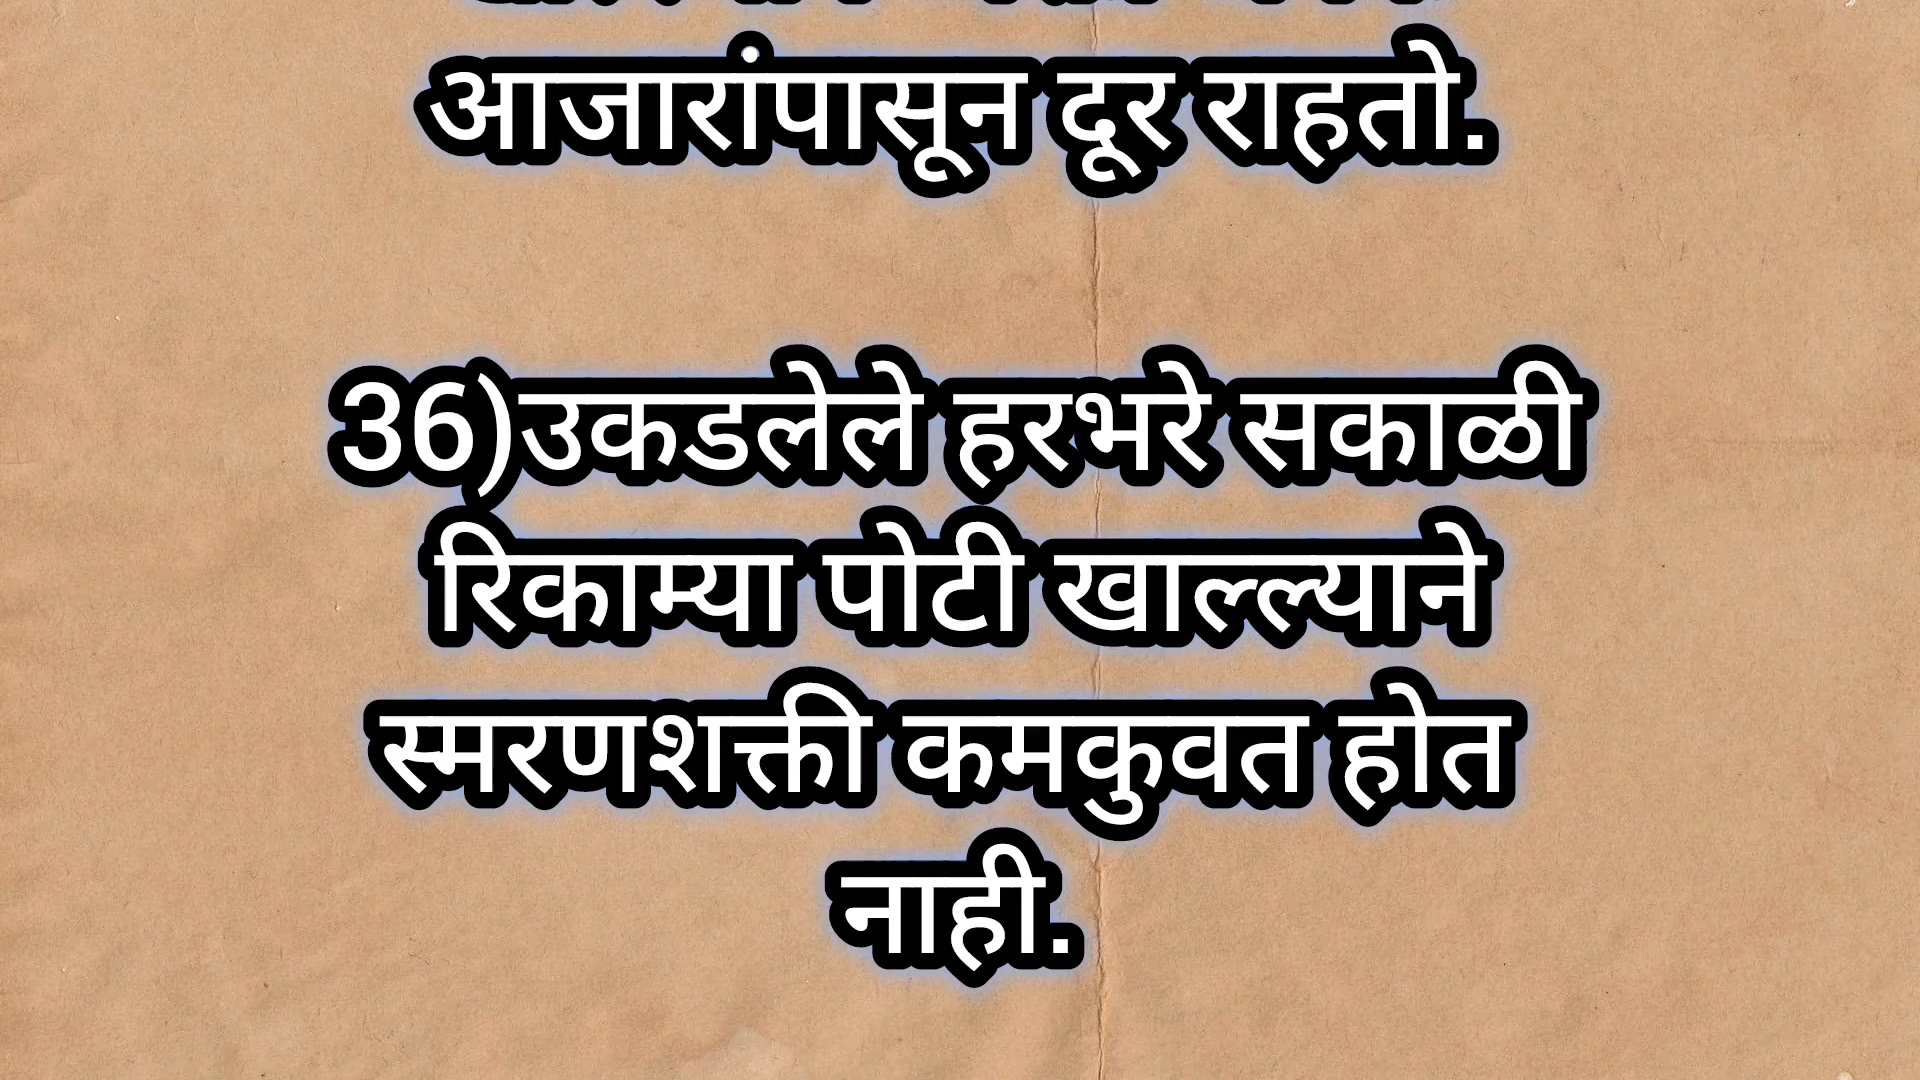 आजारांपासून दूर राहतो.
36)उकडलेले हरभरे सकाळी
रिकाम्या पोटी खाल्ल्याने
स्मरणशक्ती कमकुवत होत
नाही.